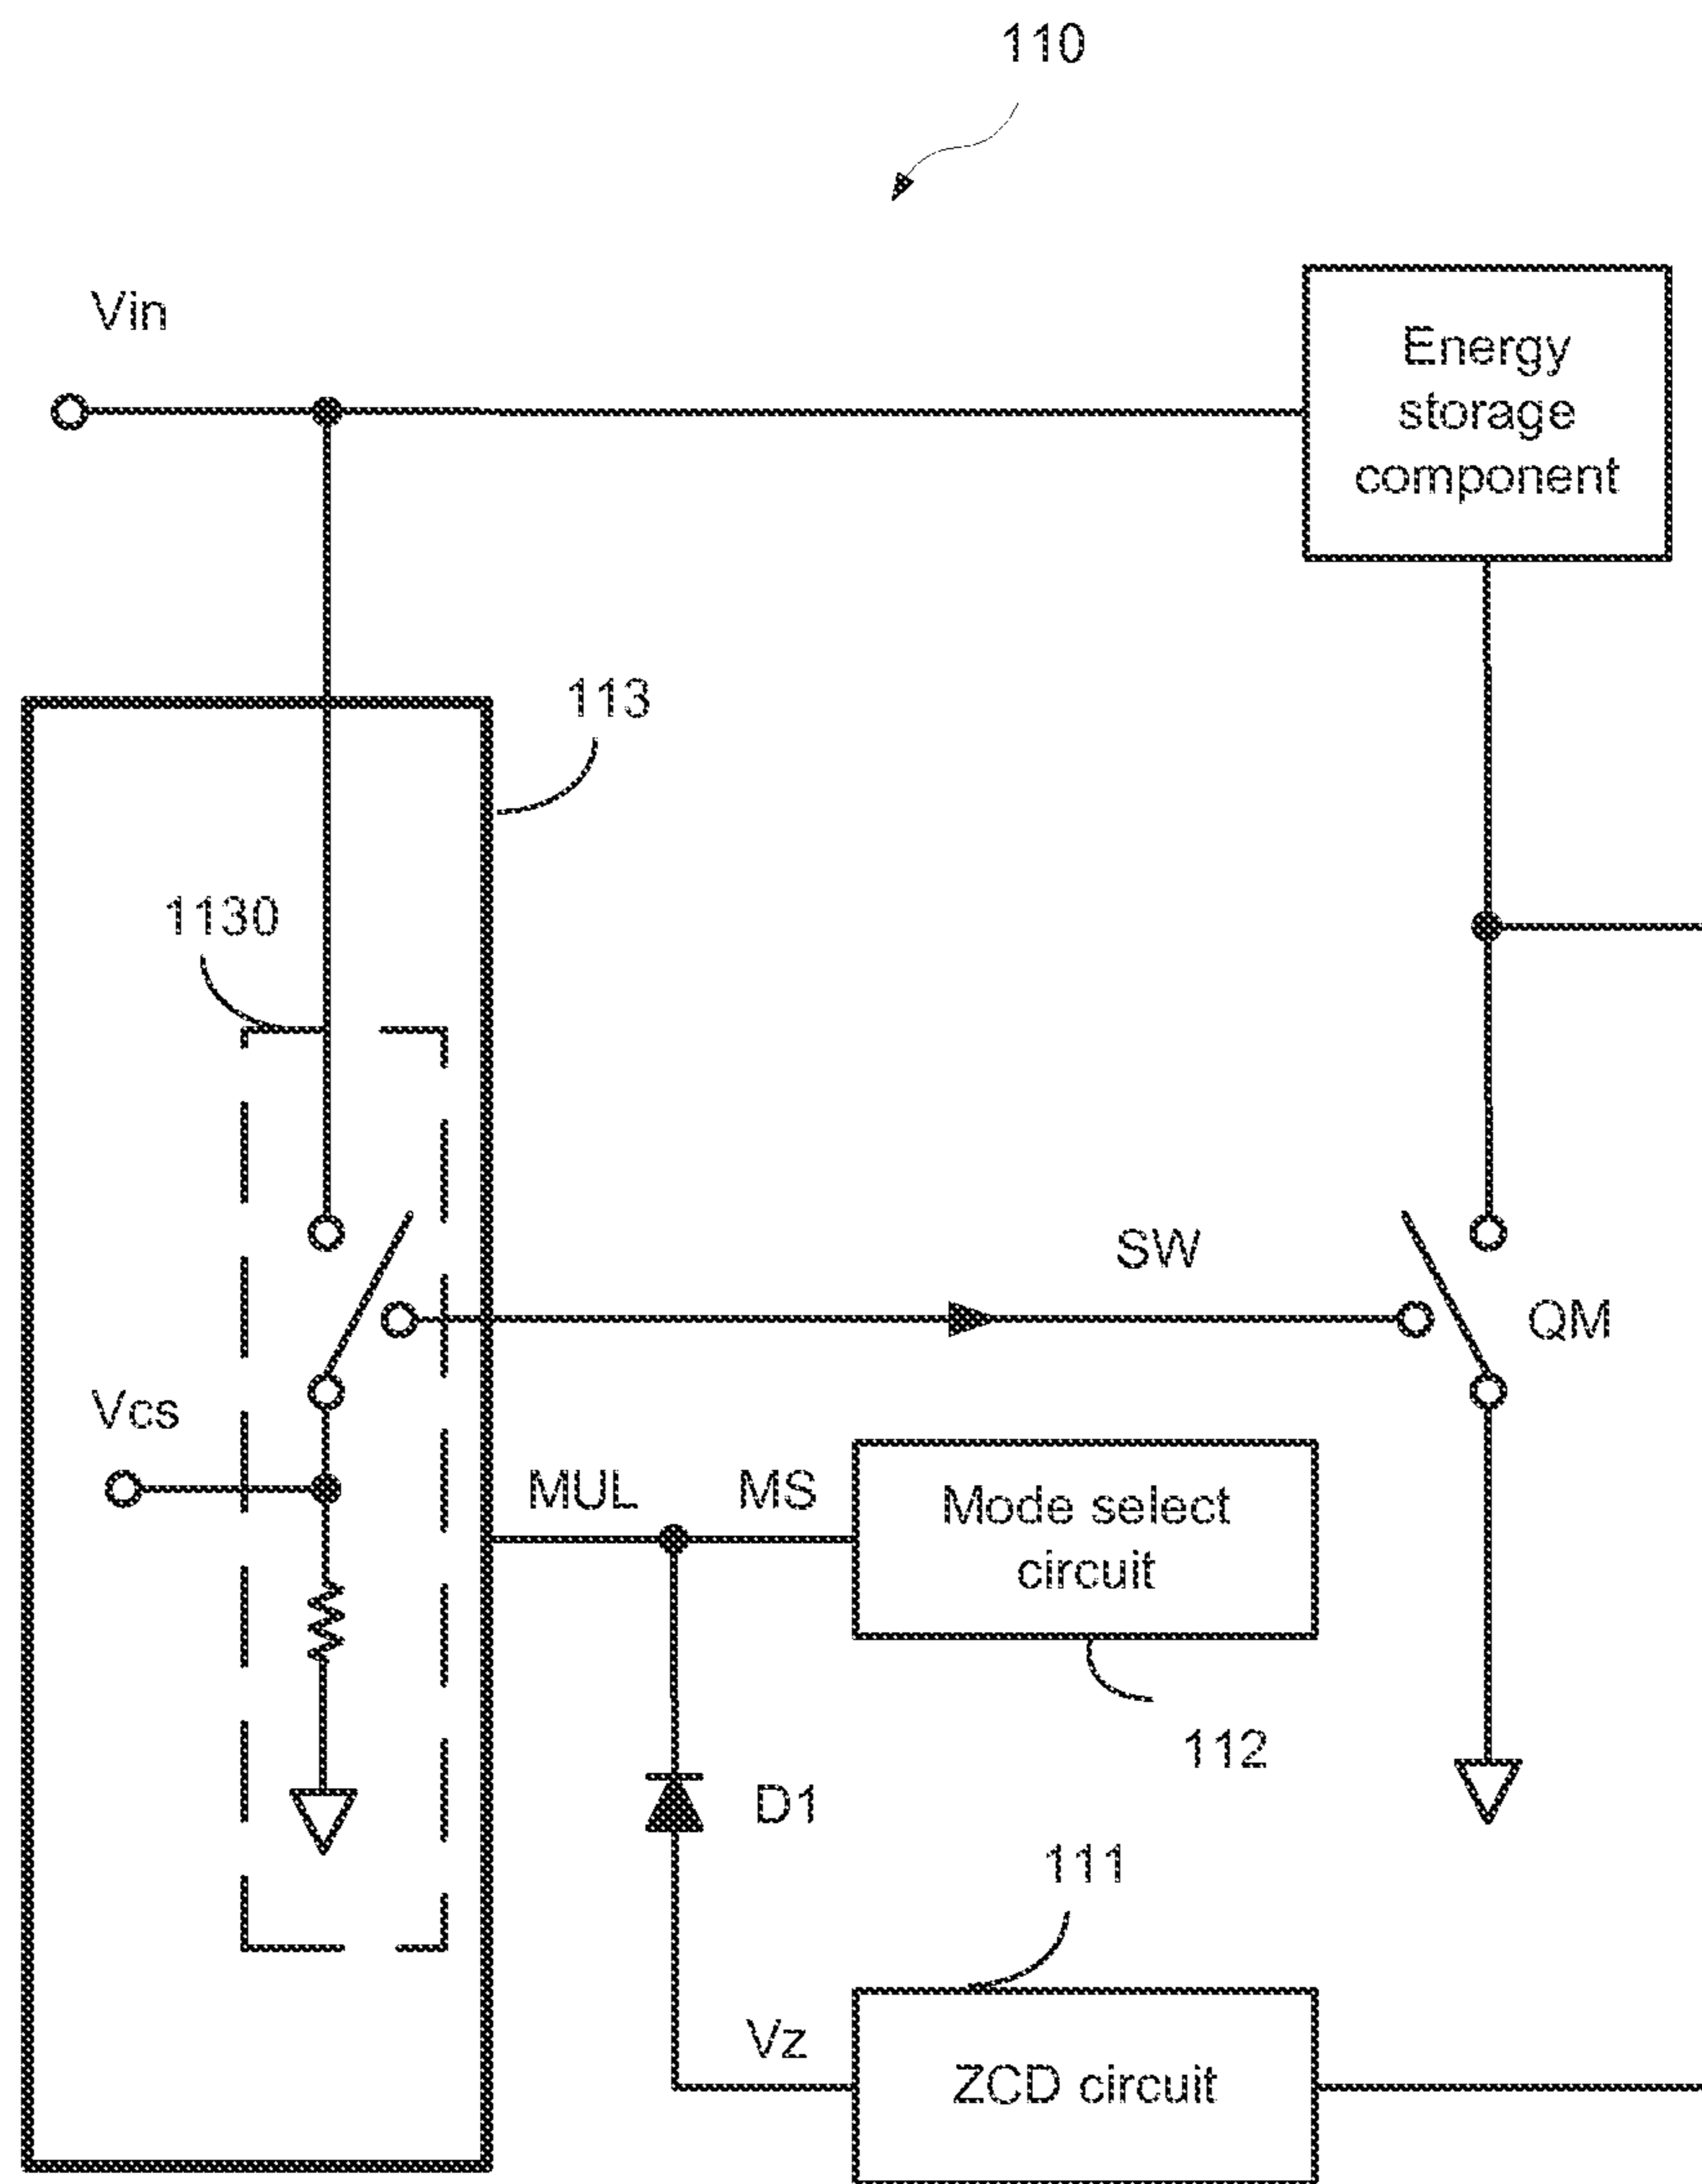 110
Vin
Energy
storage
component
113
1130
SW
QM
Vcs
MUL
MS
Mode select
circuit
112
D1
111
Vz
ZCD circuit